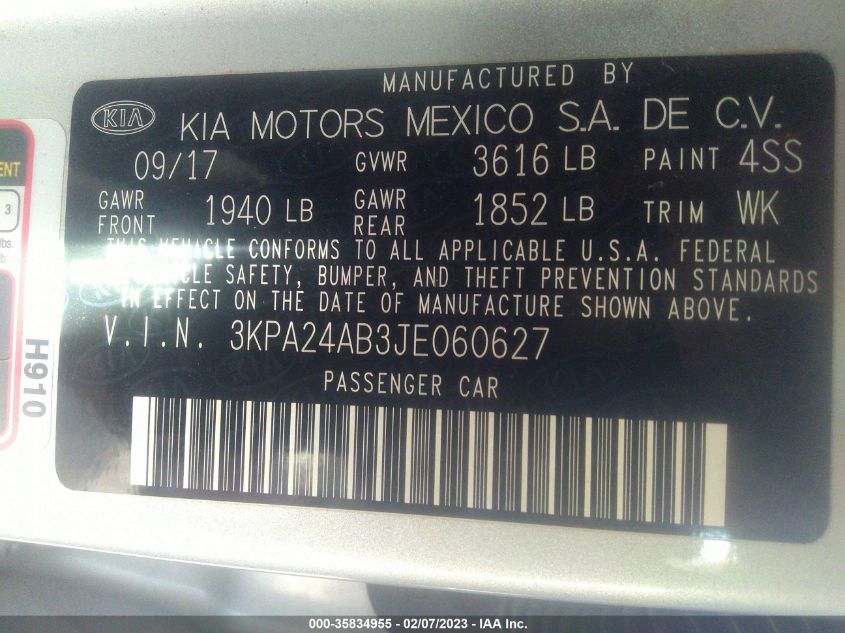 MANUFACTURED BY
KIA KIA MOTORS MEXICO S.A. DE C.V.
09/17 GVWR 3616 LB PAINT 4SS
GAWR FRONT 1940 LB GAWR REAR 1852 LB TRIM WK
THIS VEHICLE CONFORMS TO ALL APPLICABLE U.S.A. FEDERAL
VEHICLE SAFETY, BUMPER, AND THEFT PREVENTION STANDARDS
IN EFFECT ON THE DATE OF MANUFACTURE SHOWN ABOVE.
V.I.N. 3KPA24AB3JE060627
PASSENGER CAR
ENT
3
lbs.
b
H910
000-35834955 - 02/07/2023 - IAA Inc.